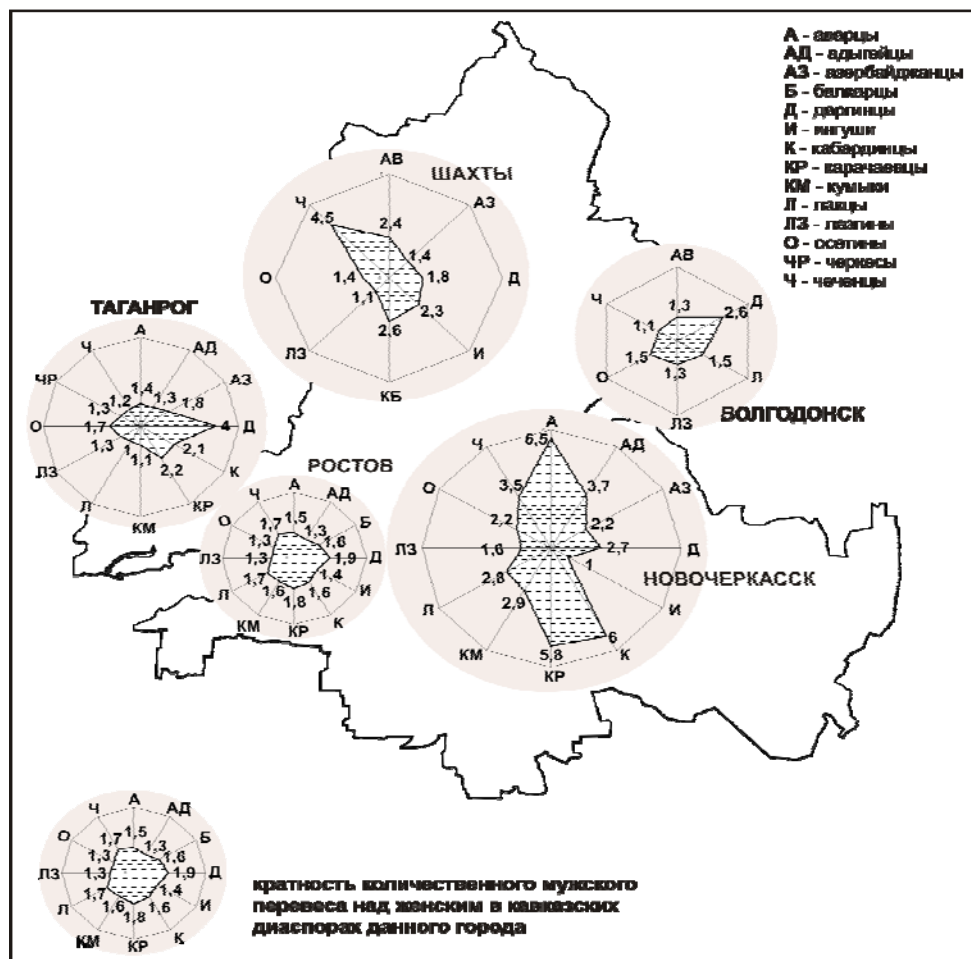 А - аварцы
АД - адыгейцы
АЗ - азербайджанцы
Б - балкарцы
Д - даргинцы
И - ингуши
К - кабардинцы
КР - карачаевцы
КМ - кумыки
Л - лакцы
ЛЗ - лезгины
О - осетины
ЧР - черкесы
Ч - чеченцы
ШАХТЫ
АВ
Ч
АЗ
4,5
2,4
1,4
О
1,4
1,8
Д
1,1
2,3
2,6
ЛЗ
И
КБ
ВОЛГОДОНСК
АВ
Ч
Д
1,3
2,6
1,1
1,5
1,5
1,3
О
Л
ЛЗ
ТАГАНРОГ
А
Ч
АД
ЧР
АЗ
1,4
1,2
1,3
1,3
1,8
О
1,7
4
Д
1,3
2,1
1
1,1
2,2
ЛЗ
К
Л
КР
КМ
РОСТОВ
А
Ч
АД
О
Б
1,5
1,7
1,3
1,3
1,6
ЛЗ
1,3
1,9
Д
1,7
1,4
1,6
1,6
1,8
Л
И
КМ
К
КР
НОВОЧЕРКАССК
А
6,5
Ч
АД
О
АЗ
3,5
3,7
2,2
2,2
ЛЗ
1,6
2,7
Д
2,8
1
2,9
Л
И
6
5,8
КМ
К
КР
А
Ч
АД
О
Б
1,5
1,7
1,3
1,3
1,6
ЛЗ
1,3
1,9
Д
1,7
1,4
1,6
1,6
1,8
Л
И
КМ
К
КР
кратность количественного мужского
перевеса над женским в кавказских
диаспорах данного города